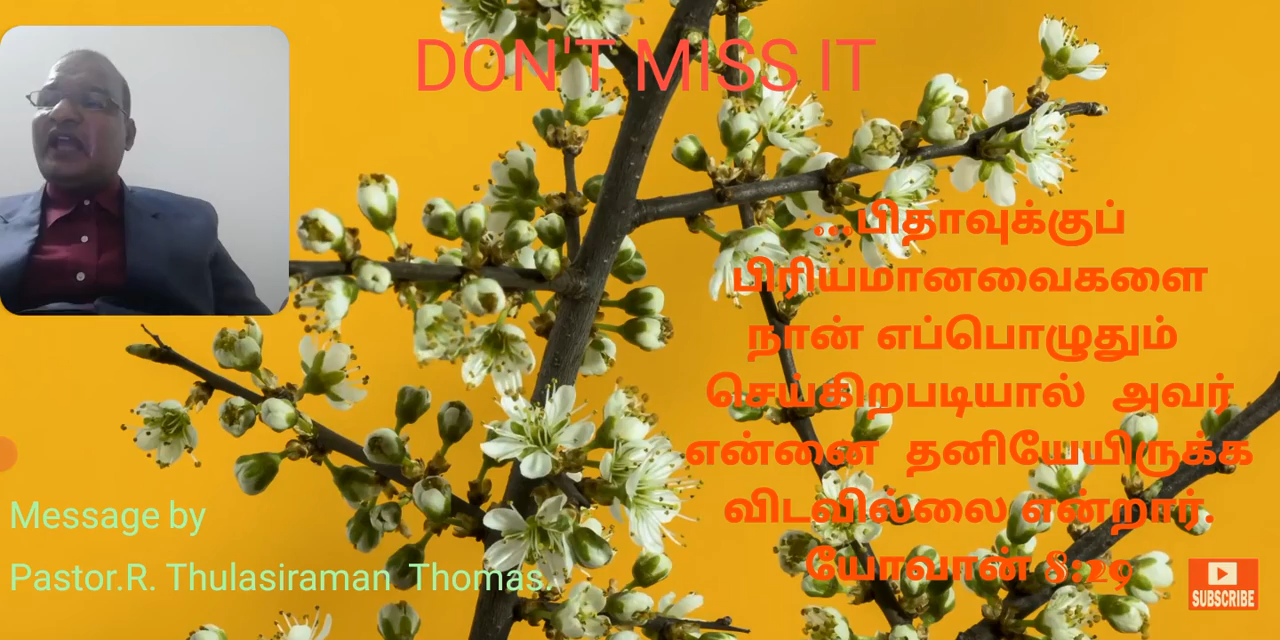 DON'T MISS IT
...பிதாவுக்குப்
பிரியமானவைகளை
நான் எப்பொழுதும்
செய்கிறபடியால் அவர்
என்னை தனியேயிருக்க
விடவில்லை என்றார்.
யோவான் 8:29
Message by
Pastor.R. Thulasiraman Thomas.
SUBSCRIBE